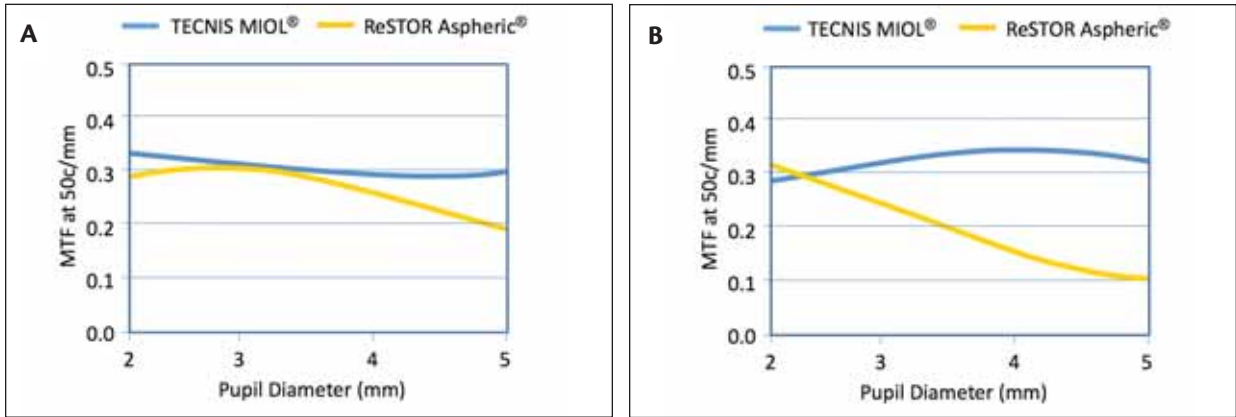 A
TECNIS MIOL® ReSTOR Aspheric®
MTF at 50c/mm
0.5
0.4
0.3
0.2
0.1
0.0
2 3 4 5
Pupil Diameter (mm)
B
TECNIS MIOL® ReSTOR Aspheric®
MTF at 50c/mm
0.5
0.4
0.3
0.2
0.1
0.0
2 3 4 5
Pupil Diameter (mm)